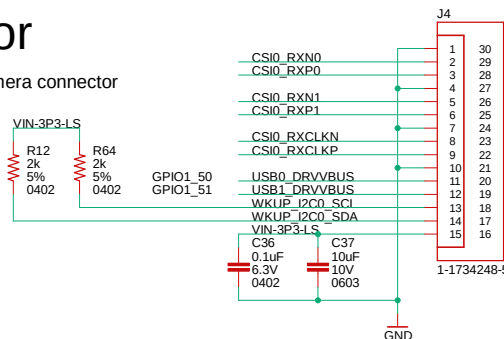 or
mera connector
J4
1 30
2 29
3 28
4 27
5 26
6 25
7 24
8 23
9 22
10 21
11 20
12 19
13 18
14 17
15 16
1-1734248-5
CSI0_RXN0
CSI0_RXP0
CSI0_RXN1
CSI0_RXP1
CSI0_RXCLKN
CSI0_RXCLKP
GPIO1_50 USB0_DRVVBUS
GPIO1_51 USB1_DRVVBUS
WKUP_I2C0_SCL
WKUP_I2C0_SDA
VIN-3P3-LS
VIN-3P3-LS
R12
2k
5%
0402
R64
2k
5%
0402
C36
0.1uF
6.3V
0402
C37
10uF
10V
0603
GND